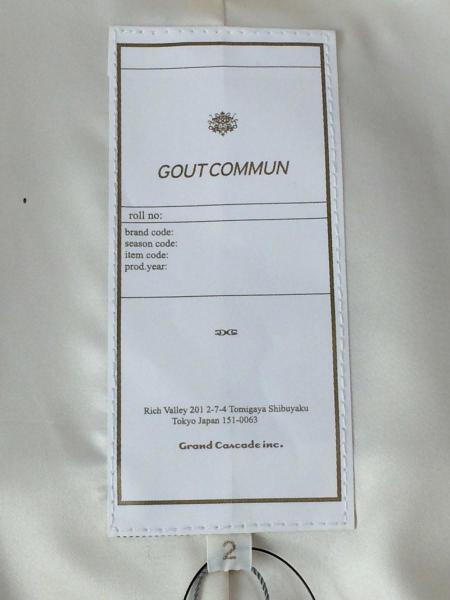 GOUT COMMUN
roll no:
brand code:
season code:
item code:
prod.year:
Rich Valley 201 2-7-4 Tomigaya Shibuyaku
Tokyo Japan 151-0063
Grand Cascade inc.
2